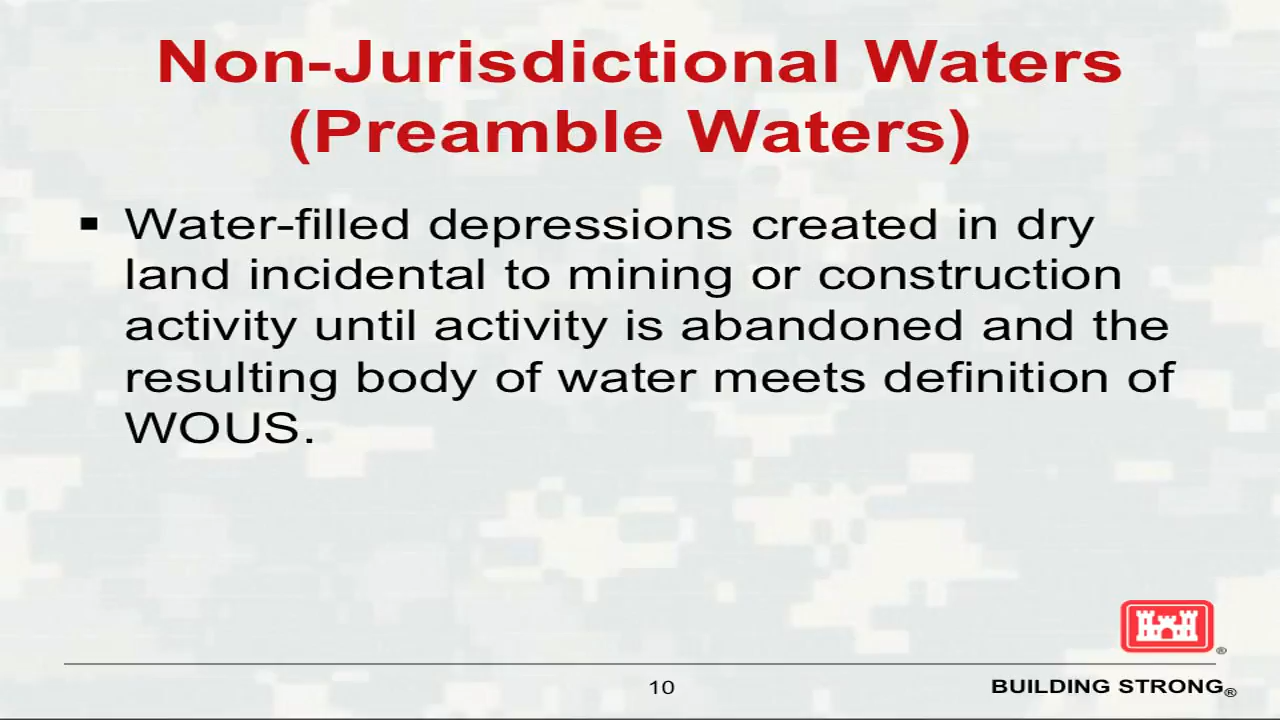 Non-Jurisdictional Waters
(Preamble Waters)
▪ Water-filled depressions created in dry
land incidental to mining or construction
activity until activity is abandoned and the
resulting body of water meets definition of
WOUS.
®
10
BUILDING STRONG®